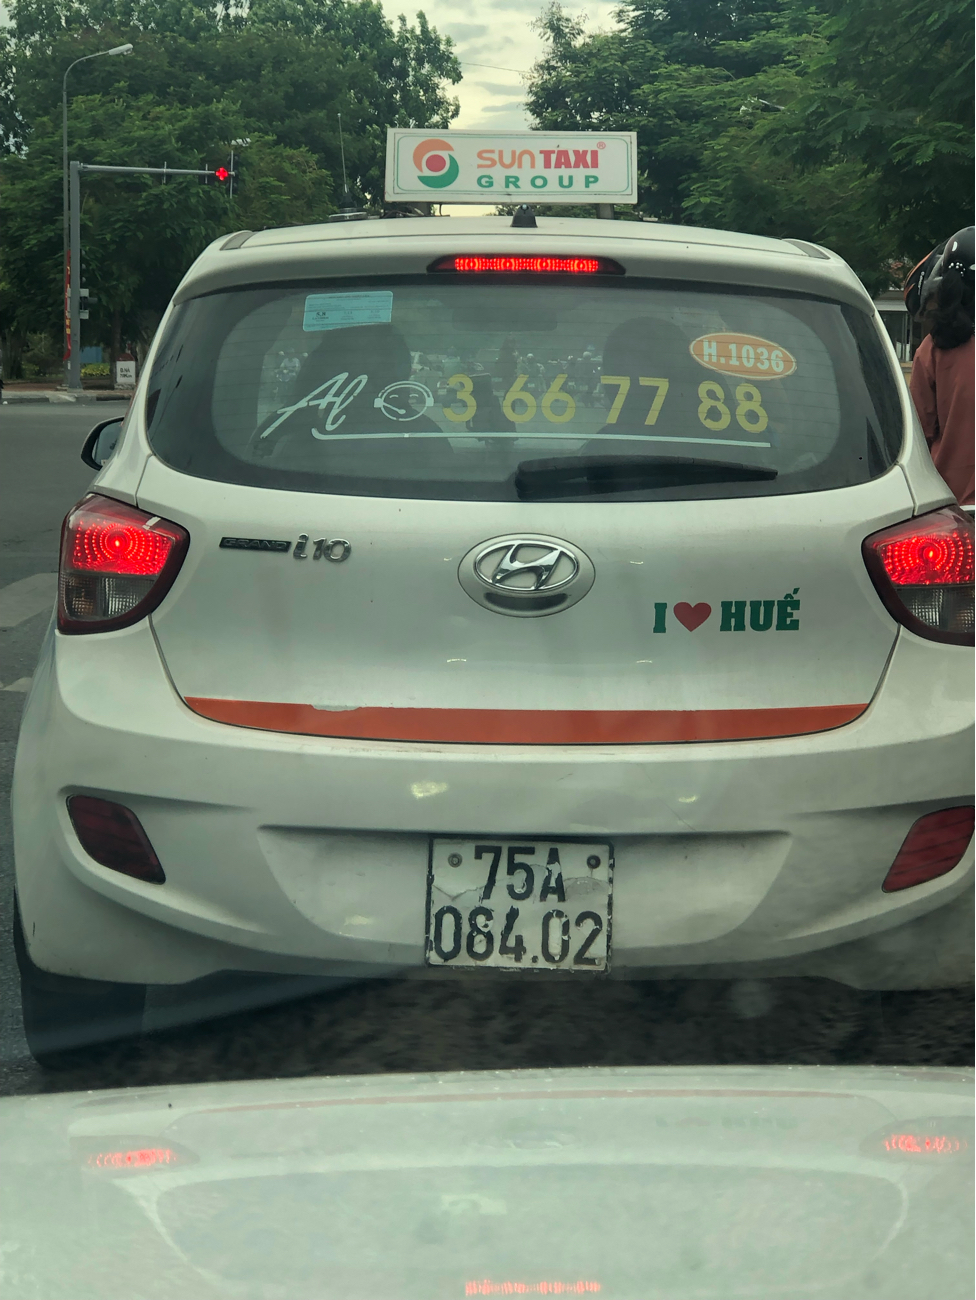 SUN TAXI®
GROUP
H.1036
Al 3 66 77 88
GRAND i10
I ❤ HUẾ
75A
084.02